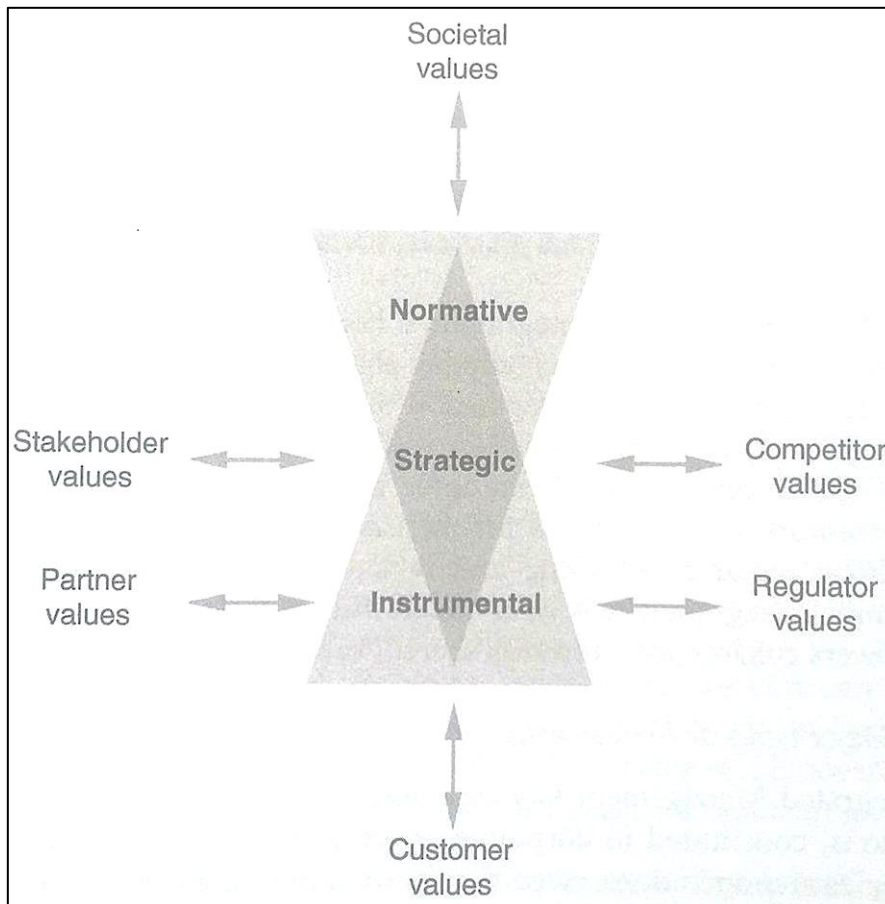 Societal
values
Normative
Stakeholder
values
Strategic
Competitor
values
Partner
values
Instrumental
Regulator
values
Customer
values